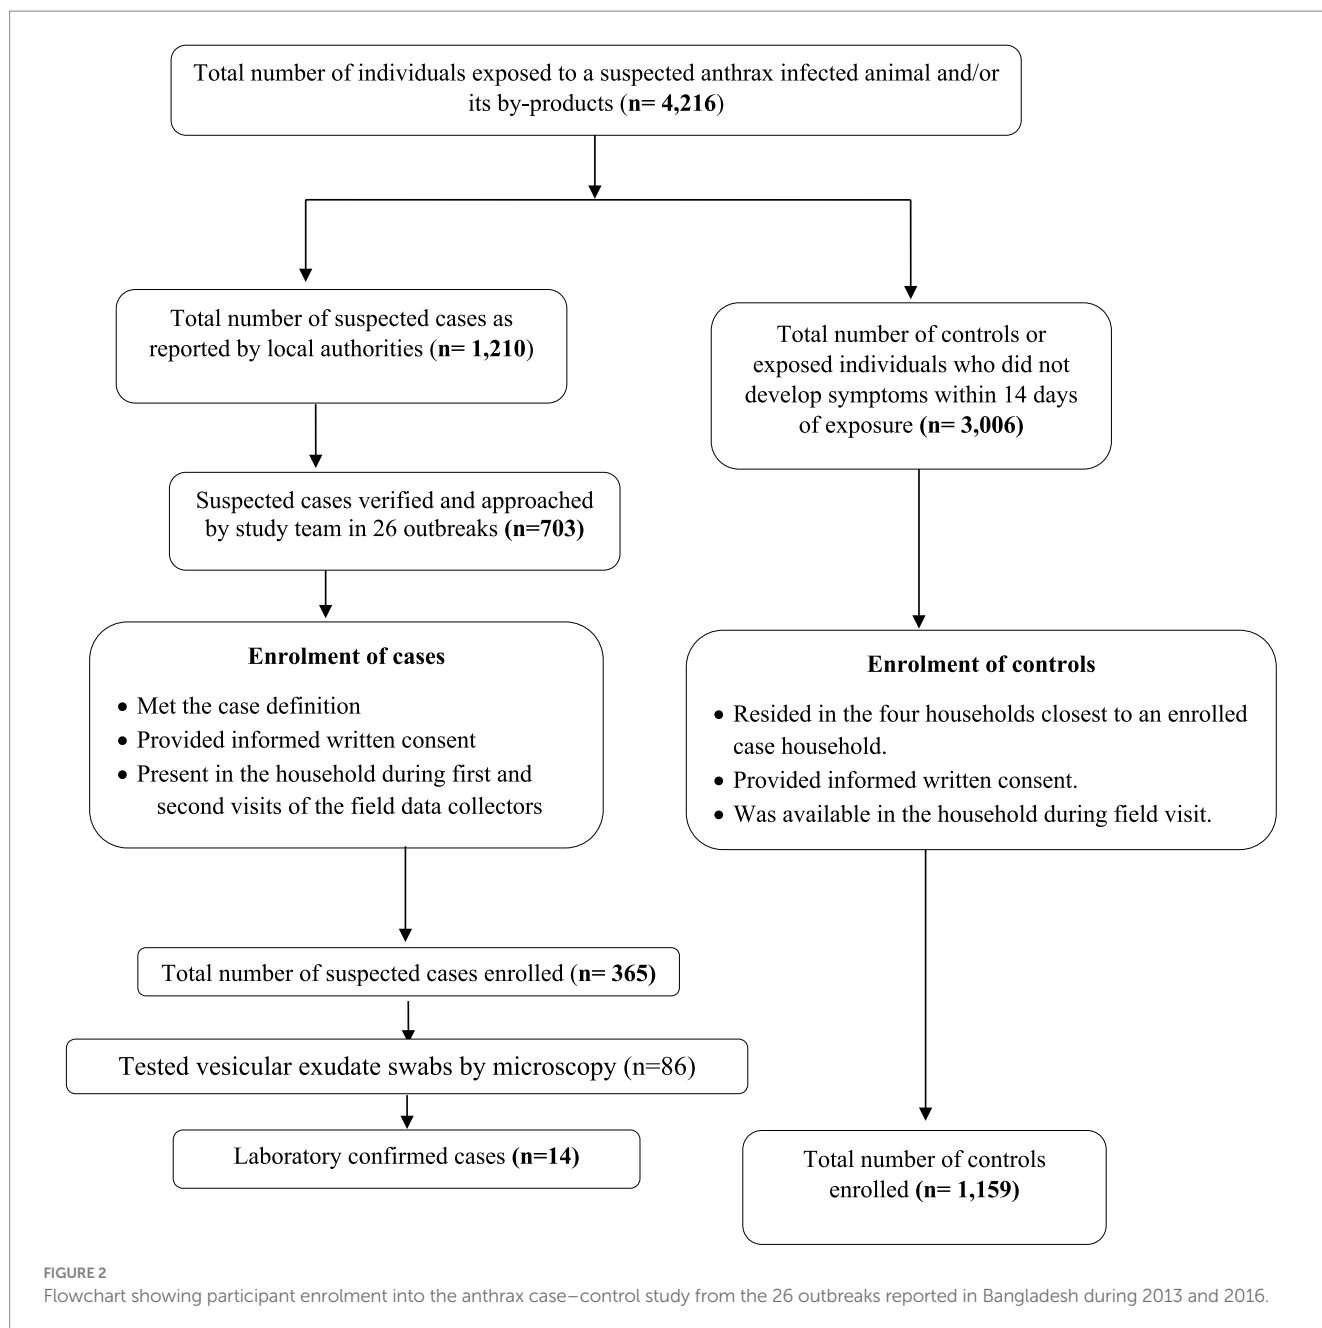 Total number of individuals exposed to a suspected anthrax infected animal and/or
its by-products (n= 4,216)
Total number of suspected cases as
reported by local authorities (n= 1,210)
Total number of controls or
exposed individuals who did not
develop symptoms within 14 days
of exposure (n= 3,006)
Suspected cases verified and approached
by study team in 26 outbreaks (n=703)
Enrolment of cases
• Met the case definition
• Provided informed written consent
• Present in the household during first and
second visits of the field data collectors
Enrolment of controls
• Resided in the four households closest to an enrolled
case household.
• Provided informed written consent.
• Was available in the household during field visit.
Total number of suspected cases enrolled (n= 365)
Tested vesicular exudate swabs by microscopy (n=86)
Laboratory confirmed cases (n=14)
Total number of controls
enrolled (n= 1,159)
FIGURE 2
Flowchart showing participant enrolment into the anthrax case–control study from the 26 outbreaks reported in Bangladesh during 2013 and 2016.